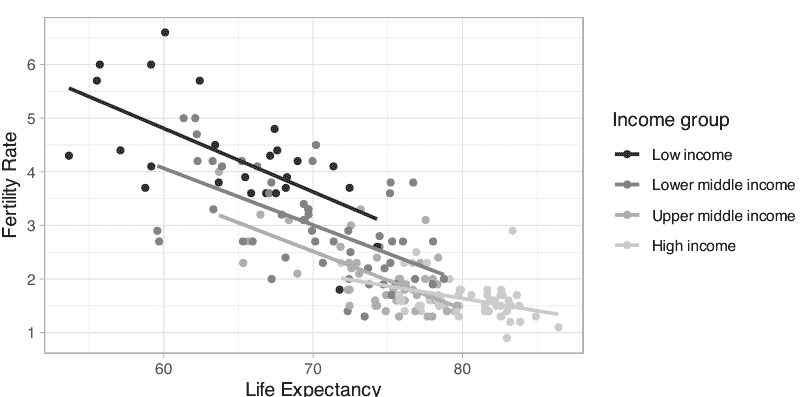 Fertility Rate
6
5
4
3
2
1
60 70 80
Life Expectancy
Income group
Low income
Lower middle income
Upper middle income
High income